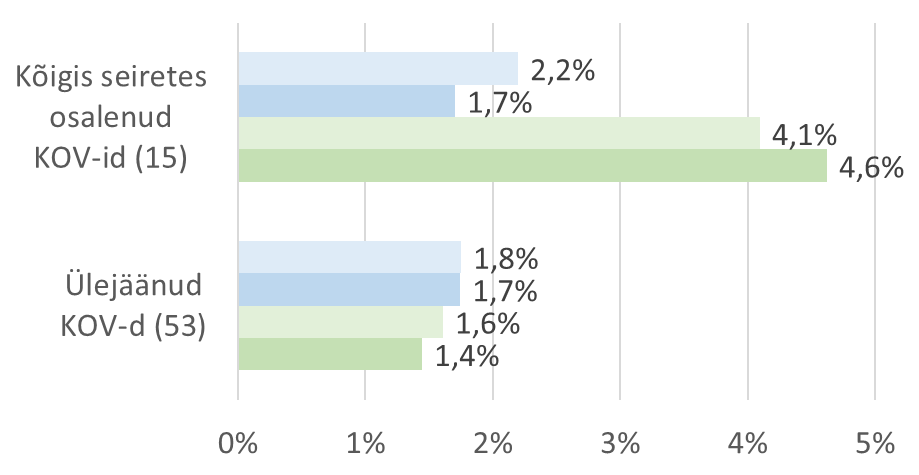 Kõigis seiretes
osalenud
KOV-id (15)
2,2%
1,7%
4,1%
4,6%
Ülejäänud
KOV-d (53)
1,8%
1,7%
1,6%
1,4%
0% 1% 2% 3% 4% 5%